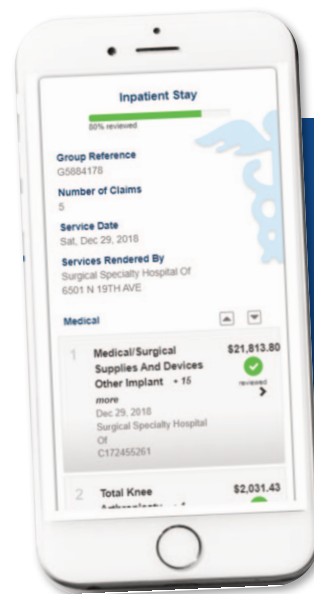 Inpatient Stay
80% reviewed
Group Reference
G5884178
Number of Claims
5
Service Date
Sat, Dec 29, 2018
Services Rendered By
Surgical Specialty Hospital Of
6501 N 19TH AVE
Medical
1 Medical/Surgical $21,813.80
Supplies And Devices
Other Implant + 15
reviewed
more
Dec 29, 2018
Surgical Specialty Hospital
Of
C172455261
2 Total Knee $2,031.43